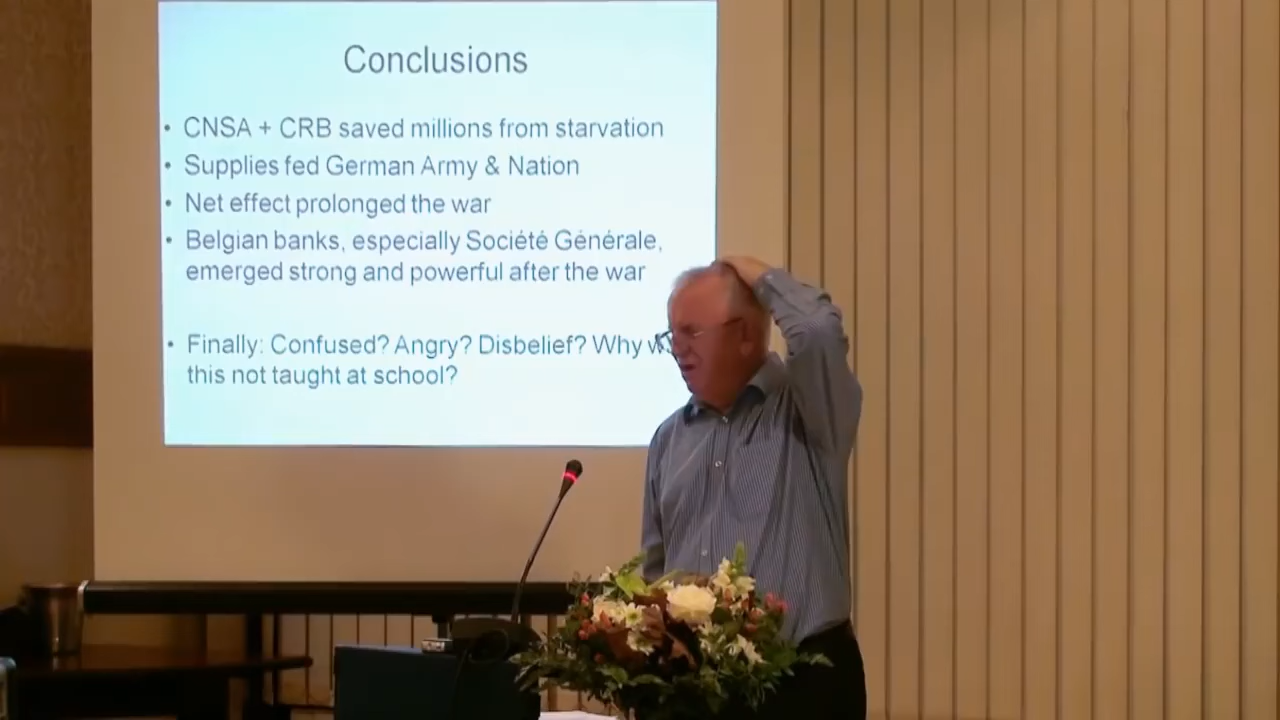 Conclusions
• CNSA + CRB saved millions from starvation
• Supplies fed German Army & Nation
• Net effect prolonged the war
• Belgian banks, especially Société Générale,
emerged strong and powerful after the war
• Finally: Confused? Angry? Disbelief? Why
this not taught at school?